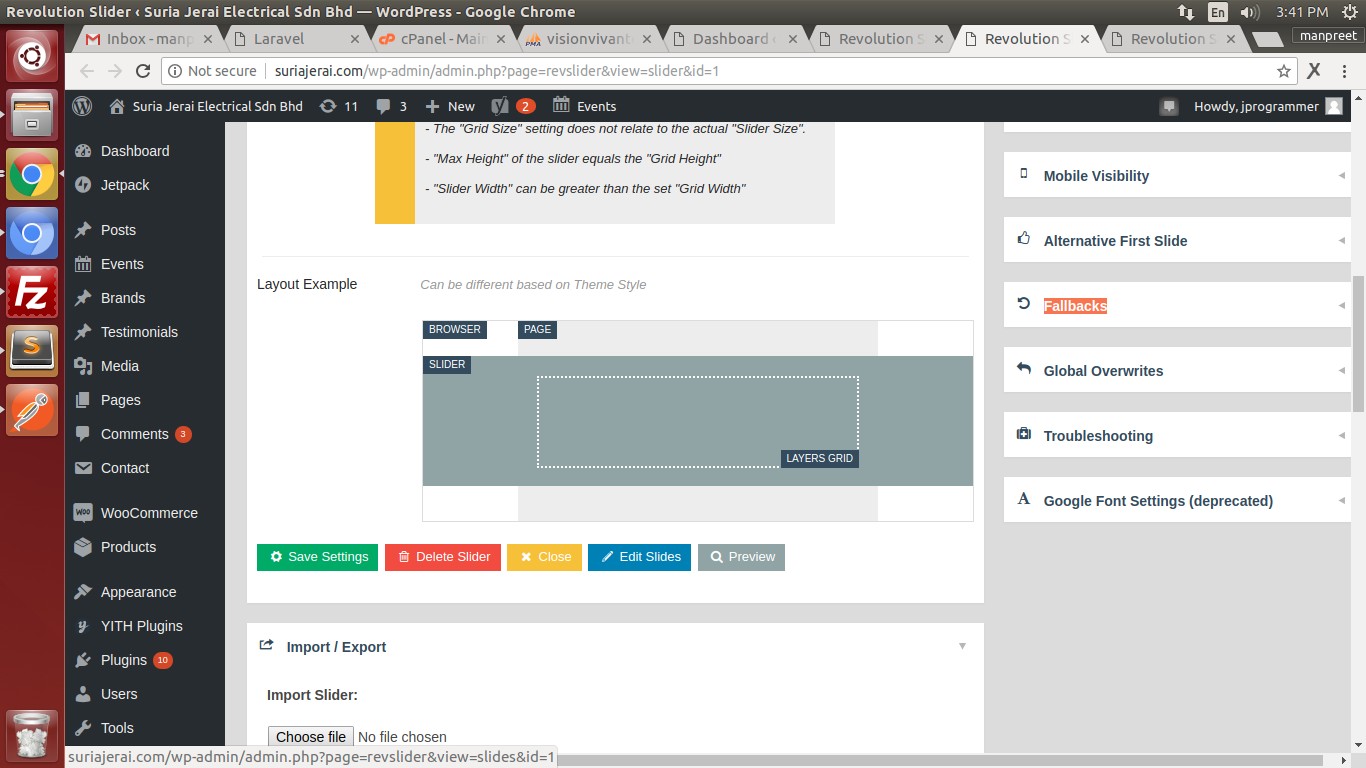 Revolution Slider ‹ Suria Jerai Electrical Sdn Bhd — WordPress - Google Chrome
En
3:41 PM
manpreet
Inbox - manp
Laravel
cPanel - Main
visionvivant
Dashboard
Revolution S
Revolution S
Revolution S
Not secure
suriajerai.com/wp-admin/admin.php?page=revslider&view=slider&id=1
Suria Jerai Electrical Sdn Bhd
11
3
New
2
Events
Howdy, jprogrammer
Dashboard
Jetpack
Posts
Events
Brands
Testimonials
Media
Pages
Comments 3
Contact
WooCommerce
Products
Appearance
YITH Plugins
Plugins 10
Users
Tools
- The "Grid Size" setting does not relate to the actual "Slider Size".
- "Max Height" of the slider equals the "Grid Height"
- "Slider Width" can be greater than the set "Grid Width"
Layout Example
Can be different based on Theme Style
BROWSER
PAGE
SLIDER
LAYERS GRID
Save Settings
Delete Slider
Close
Edit Slides
Preview
Import / Export
Import Slider:
Choose file No file chosen
Mobile Visibility
Alternative First Slide
Fallbacks
Global Overwrites
Troubleshooting
Google Font Settings (deprecated)
suriajerai.com/wp-admin/admin.php?page=revslider&view=slides&id=1